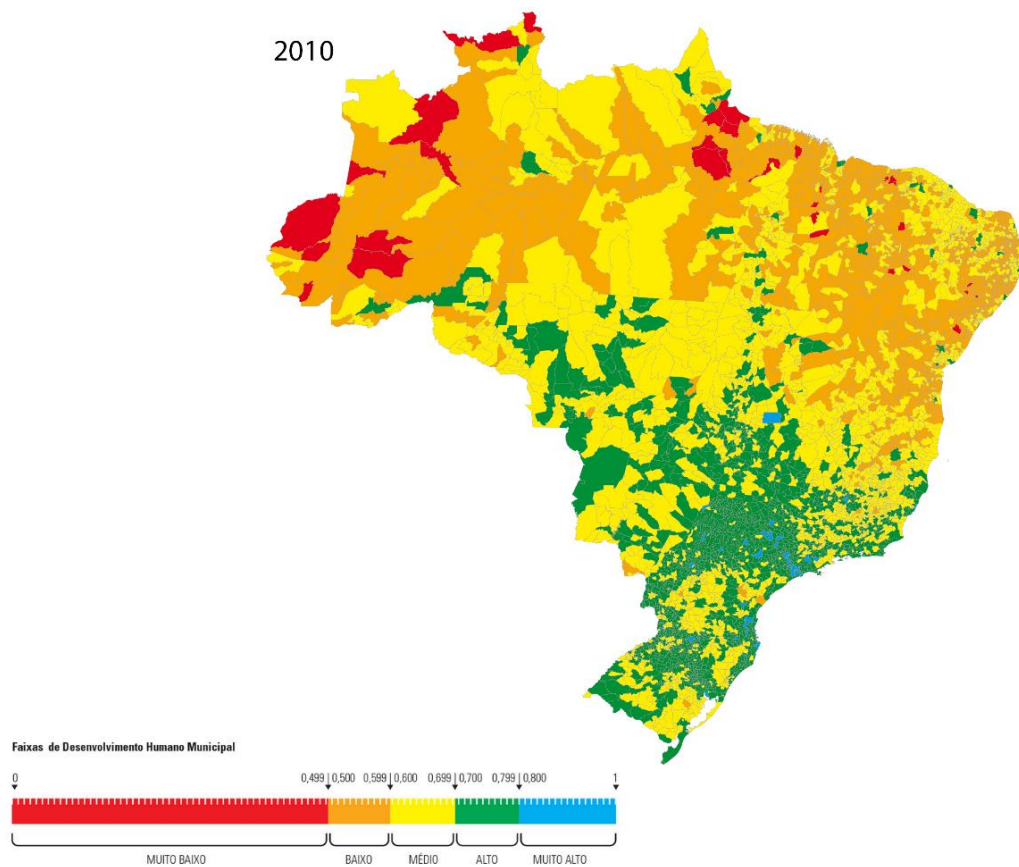 2010
Faixas de Desenvolvimento Humano Municipal
0 0,499 0,500 0,599 0,600 0,699 0,700 0,799 0,800 1
MUITO BAIXO BAIXO MÉDIO ALTO MUITO ALTO